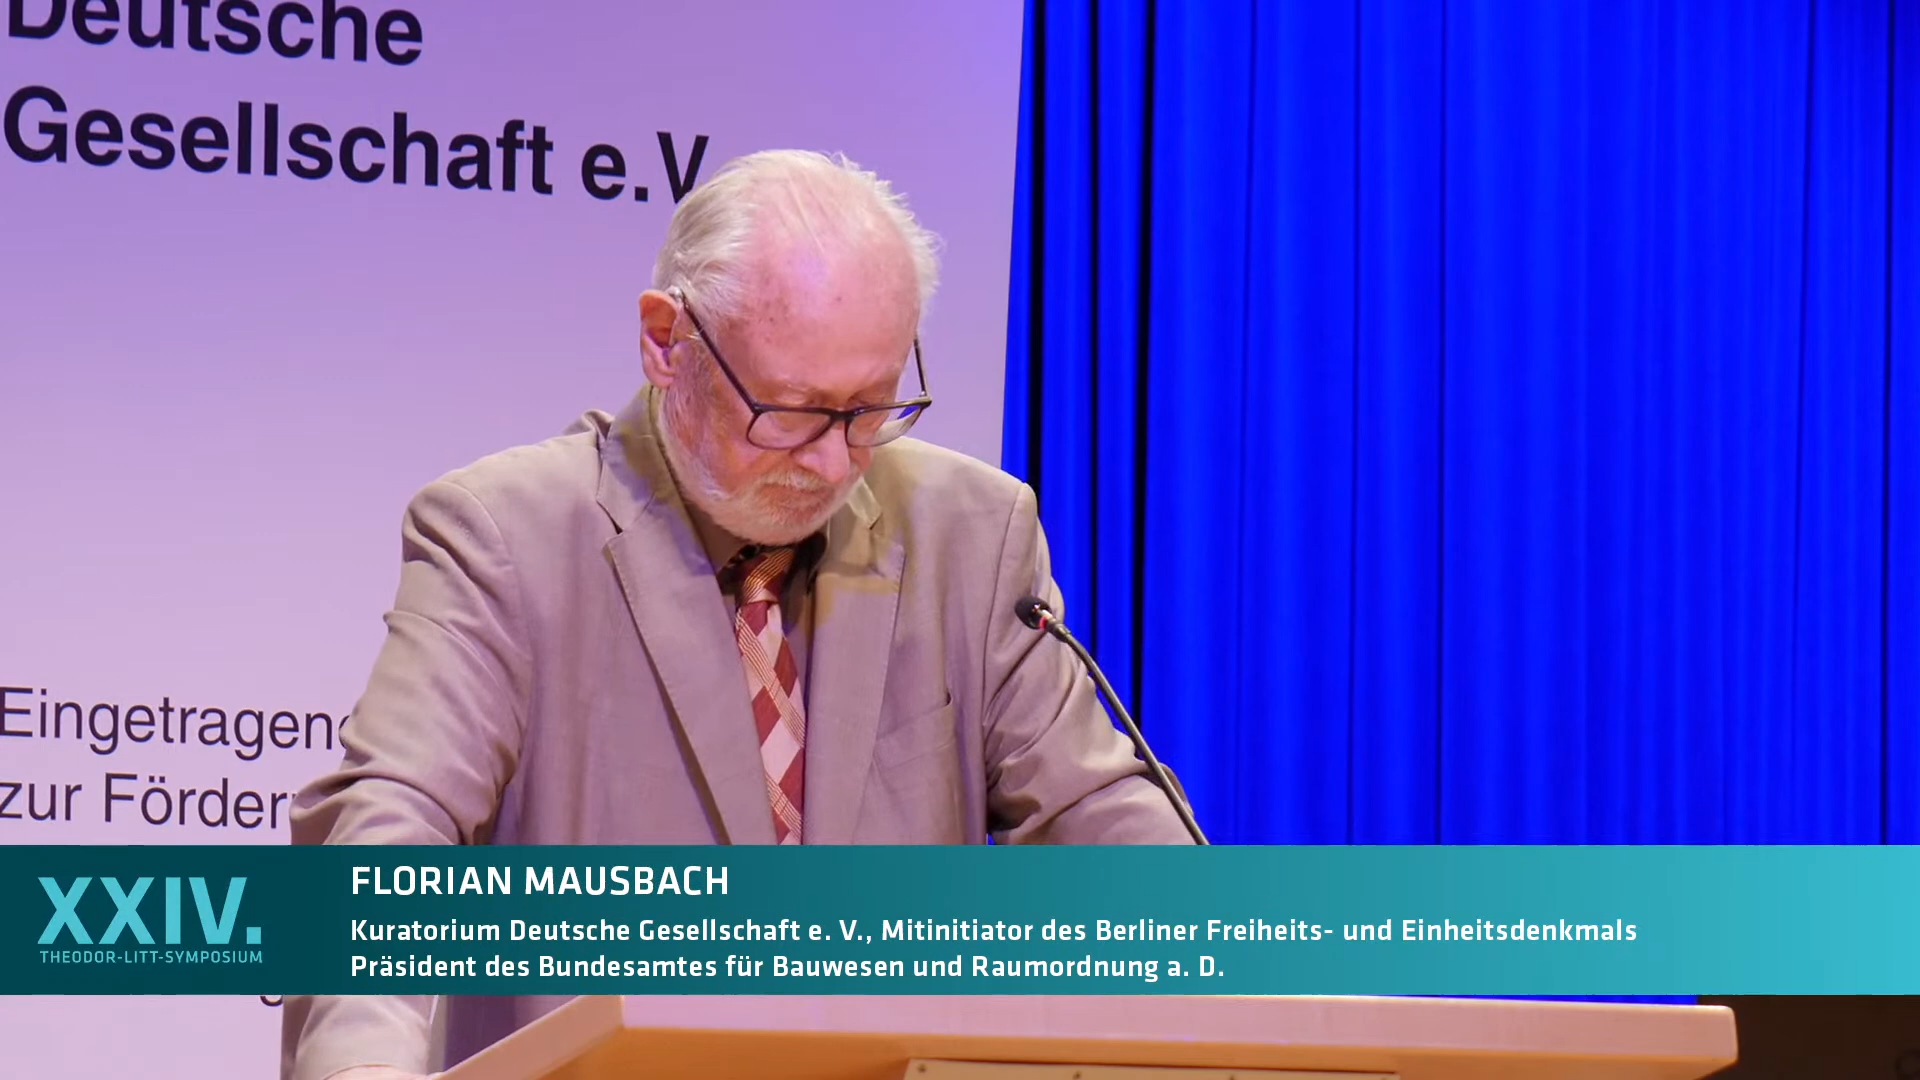 Deutsche
Gesellschaft e.V
Eingetragen
zur Förder
XXIV.
THEODOR-LITT-SYMPOSIUM
FLORIAN MAUSBACH
Kuratorium Deutsche Gesellschaft e. V., Mitinitiator des Berliner Freiheits- und Einheitsdenkmals
Präsident des Bundesamtes für Bauwesen und Raumordnung a. D.